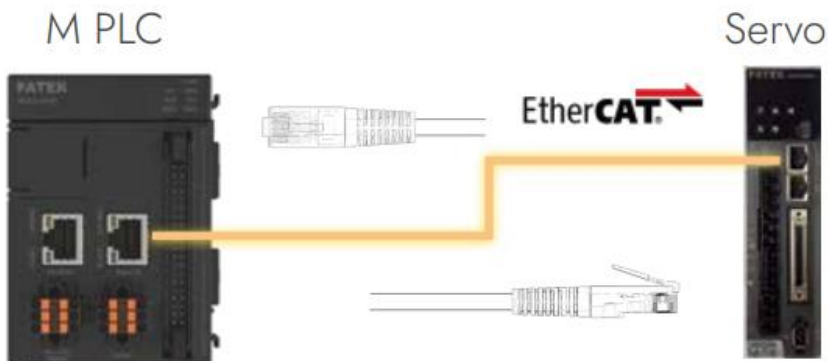 M PLC
Servo
FATEK
FATEK
EtherCAT.